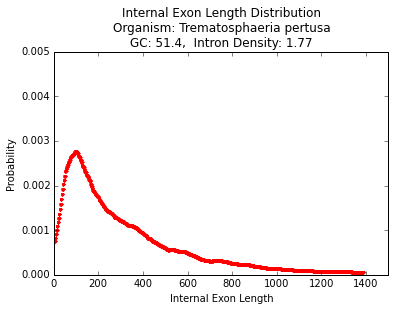 Internal Exon Length Distribution
Organism: Trematosphaeria pertusa
GC: 51.4,  Intron Density: 1.77
0.005
0.004
0.003
0.002
0.001
0.000
Probability
0 200 400 600 800 1000 1200 1400
Internal Exon Length